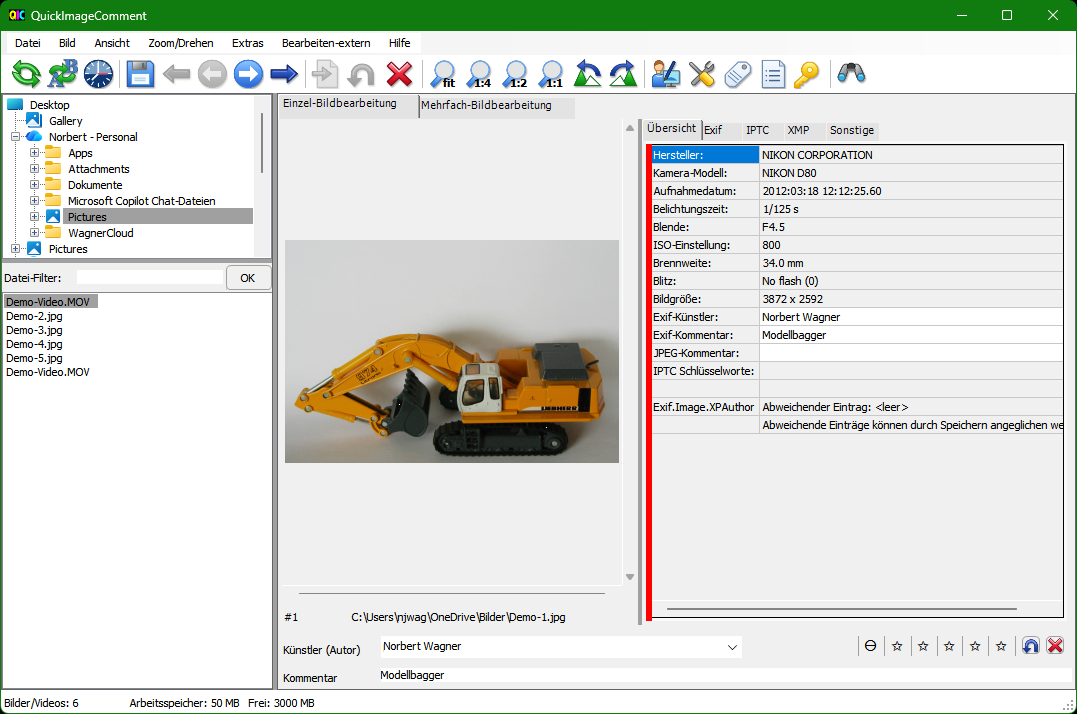 QuickImageComment
Datei Bild Ansicht Zoom/Drehen Extras Bearbeiten-extern Hilfe
fit 1:4 1:2 1:1
Desktop
Gallery
Norbert - Personal
Apps
Attachments
Dokumente
Microsoft Copilot Chat-Dateien
Pictures
WagnerCloud
Pictures
Datei-Filter: OK
Demo-Video.MOV
Demo-2.jpg
Demo-3.jpg
Demo-4.jpg
Demo-5.jpg
Demo-Video.MOV
Einzel-Bildbearbeitung Mehrfach-Bildbearbeitung
LIEBHERR
#1 C:\Users\njwag\OneDrive\Bilder\Demo-1.jpg
Übersicht Exif IPTC XMP Sonstige
Hersteller: NIKON CORPORATION
Kamera-Modell: NIKON D80
Aufnahmedatum: 2012:03:18 12:12:25.60
Belichtungszeit: 1/125 s
Blende: F4.5
ISO-Einstellung: 800
Brennweite: 34.0 mm
Blitz: No flash (0)
Bildgröße: 3872 x 2592
Exif-Künstler: Norbert Wagner
Exif-Kommentar: Modellbagger
JPEG-Kommentar:
IPTC Schlüsselworte:
Exif.Image.XPAuthor Abweichender Eintrag: <leer>
Abweichende Einträge können durch Speichern angeglichen we
Künstler (Autor) Norbert Wagner
Kommentar Modellbagger
Bilder/Videos: 6 Arbeitsspeicher: 50 MB Frei: 3000 MB